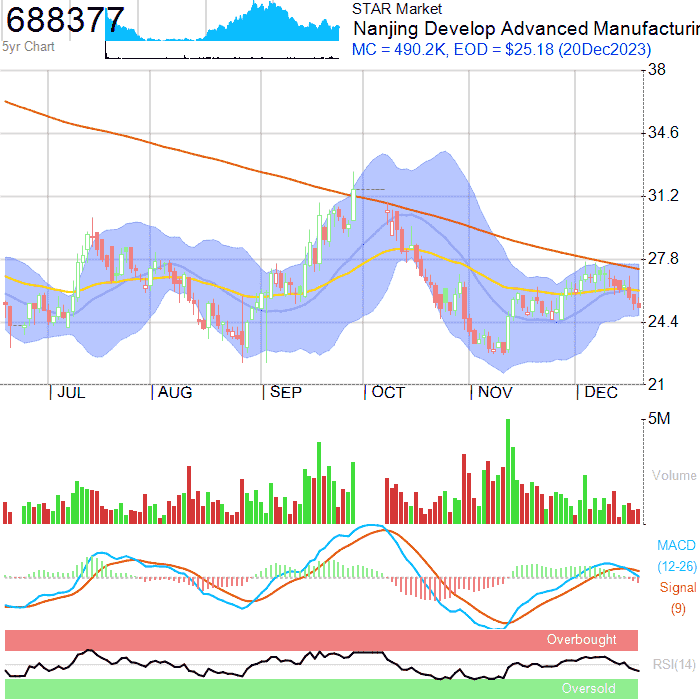 688377
5yr Chart
STAR Market
Nanjing Develop Advanced Manufacturin
MC = 490.2K, EOD = $25.18 (20Dec2023)
38
34.6
31.2
27.8
24.4
21
JUL AUG SEP OCT NOV DEC
5M
Volume
MACD
(12-26)
Signal
(9)
Overbought
RSI(14)
Oversold